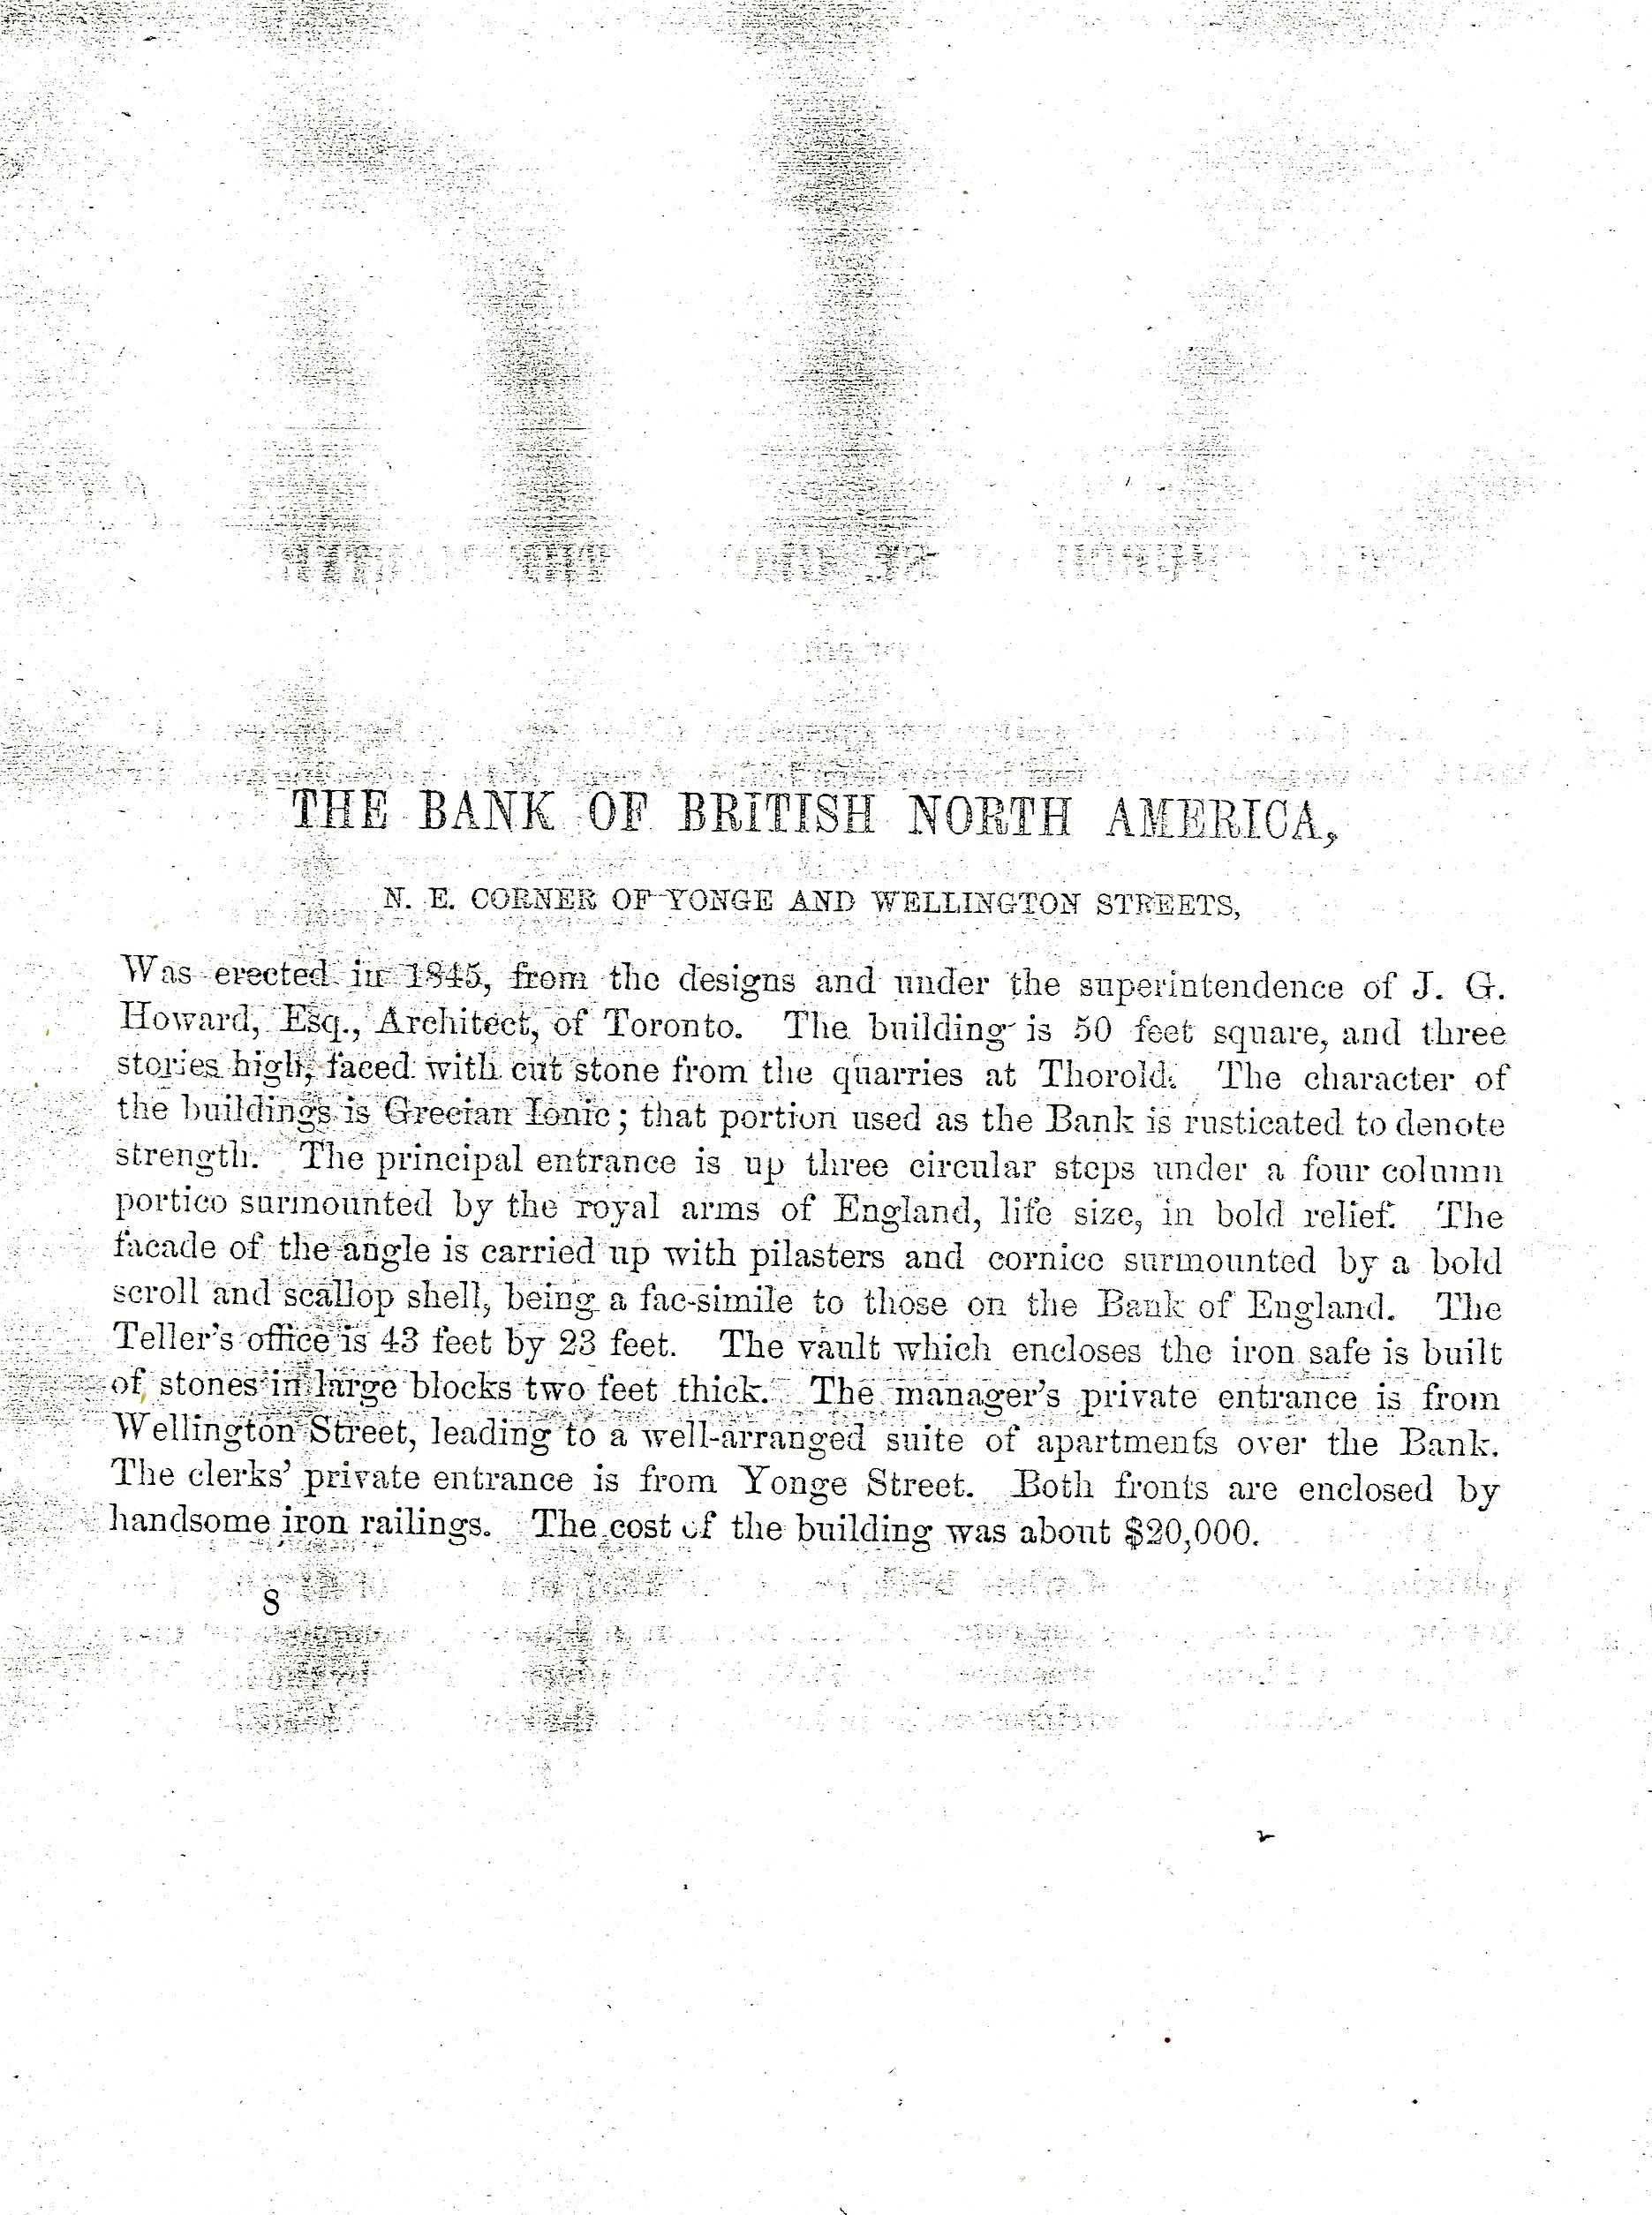 THE BANK OF BRITISH NORTH AMERICA,
N. E. CORNER OF YONGE AND WELLINGTON STREETS,
Was erected in 1845, from the designs and under the superintendence of J. G.
Howard, Esq., Architect, of Toronto. The building is 50 feet square, and three
stories high, faced with cut stone from the quarries at Thorold. The character of
the buildings is Grecian Ionic; that portion used as the Bank is rusticated to denote
strength. The principal entrance is up three circular steps under a four column
portico surmounted by the royal arms of England, life size, in bold relief. The
facade of the angle is carried up with pilasters and cornice surmounted by a bold
scroll and scallop shell, being a fac-simile to those on the Bank of England. The
Teller's office is 43 feet by 23 feet. The vault which encloses the iron safe is built
of stones in large blocks two feet thick. The manager's private entrance is from
Wellington Street, leading to a well-arranged suite of apartments over the Bank.
The clerks' private entrance is from Yonge Street. Both fronts are enclosed by
handsome iron railings. The cost of the building was about $20,000.
8